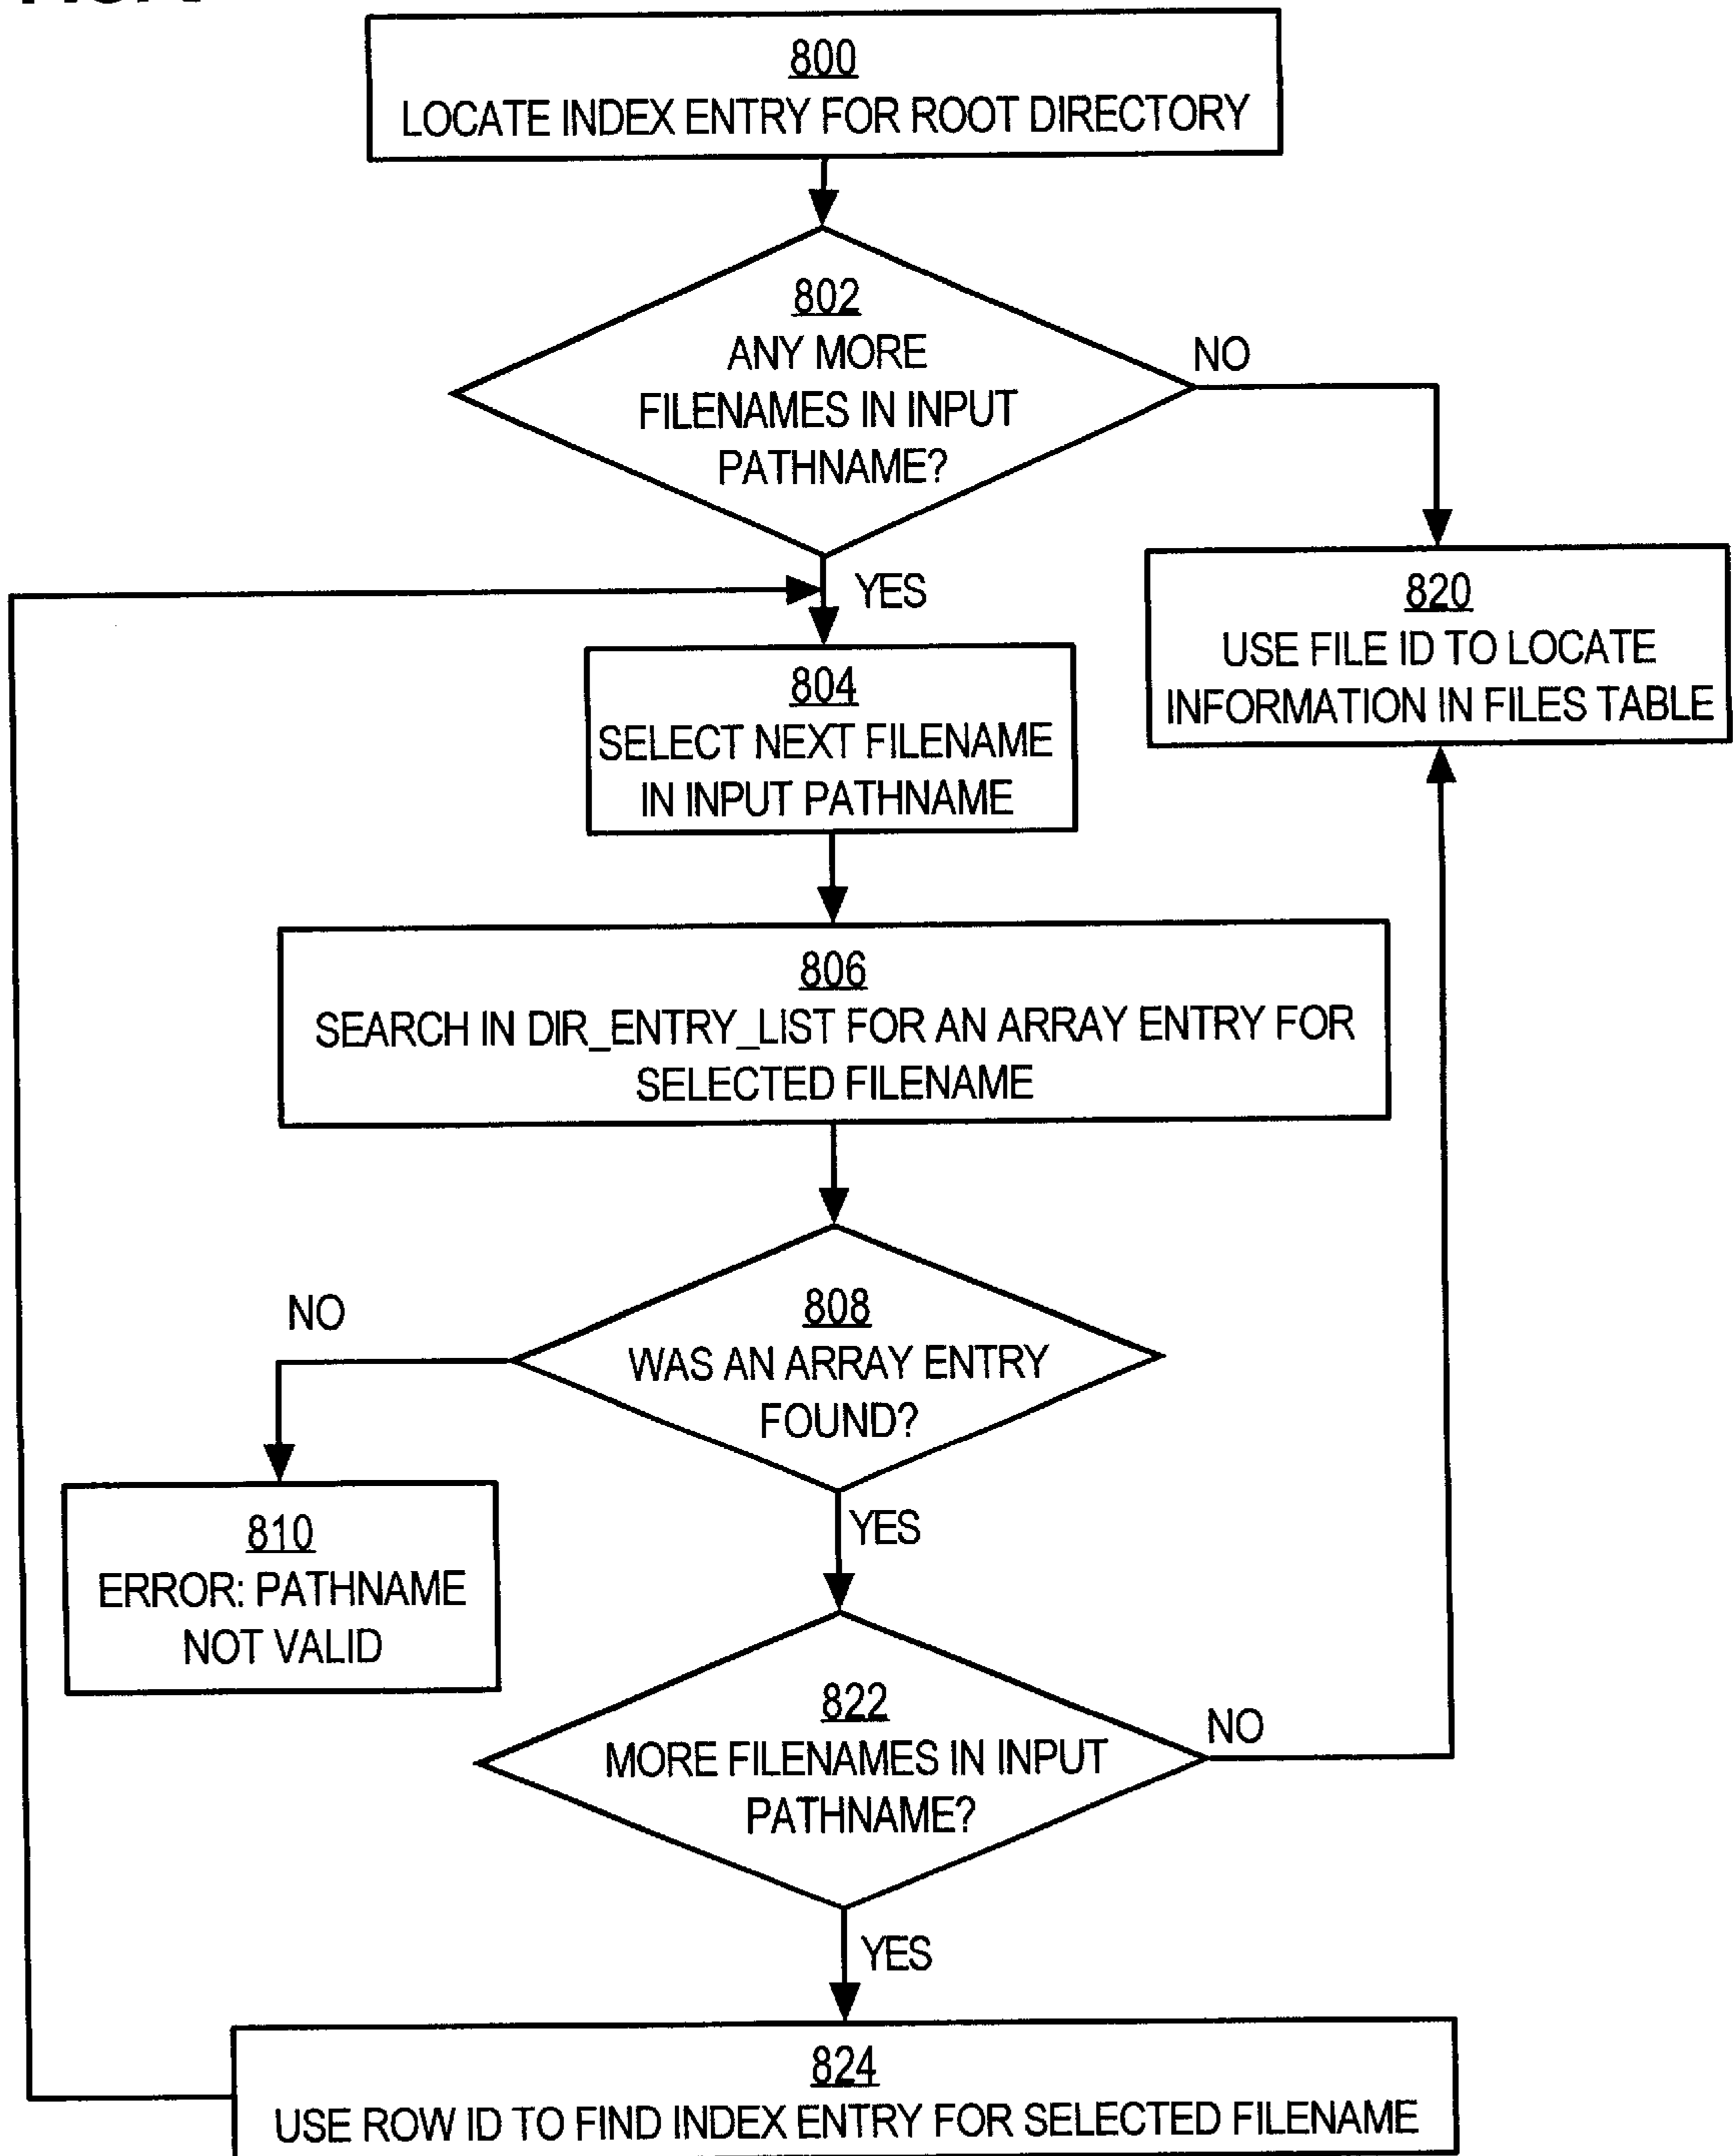 800
LOCATE INDEX ENTRY FOR ROOT DIRECTORY
802
ANY MORE
FILENAMES IN INPUT
PATHNAME?
NO
YES
820
USE FILE ID TO LOCATE
INFORMATION IN FILES TABLE
804
SELECT NEXT FILENAME
IN INPUT PATHNAME
806
SEARCH IN DIR_ENTRY_LIST FOR AN ARRAY ENTRY FOR
SELECTED FILENAME
NO
808
WAS AN ARRAY ENTRY
FOUND?
YES
810
ERROR: PATHNAME
NOT VALID
822
MORE FILENAMES IN INPUT
PATHNAME?
NO
YES
824
USE ROW ID TO FIND INDEX ENTRY FOR SELECTED FILENAME